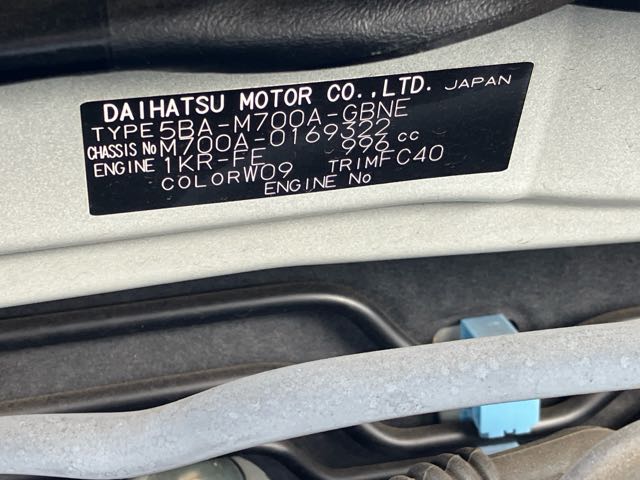 DAIHATSU MOTOR CO.,LTD. JAPAN
TYPE 5BA-M700A-GBNE
CHASSIS No M700A-0169322
ENGINE 1KR-FE 996 cc
COLOR W09 TRIM FC40
ENGINE No